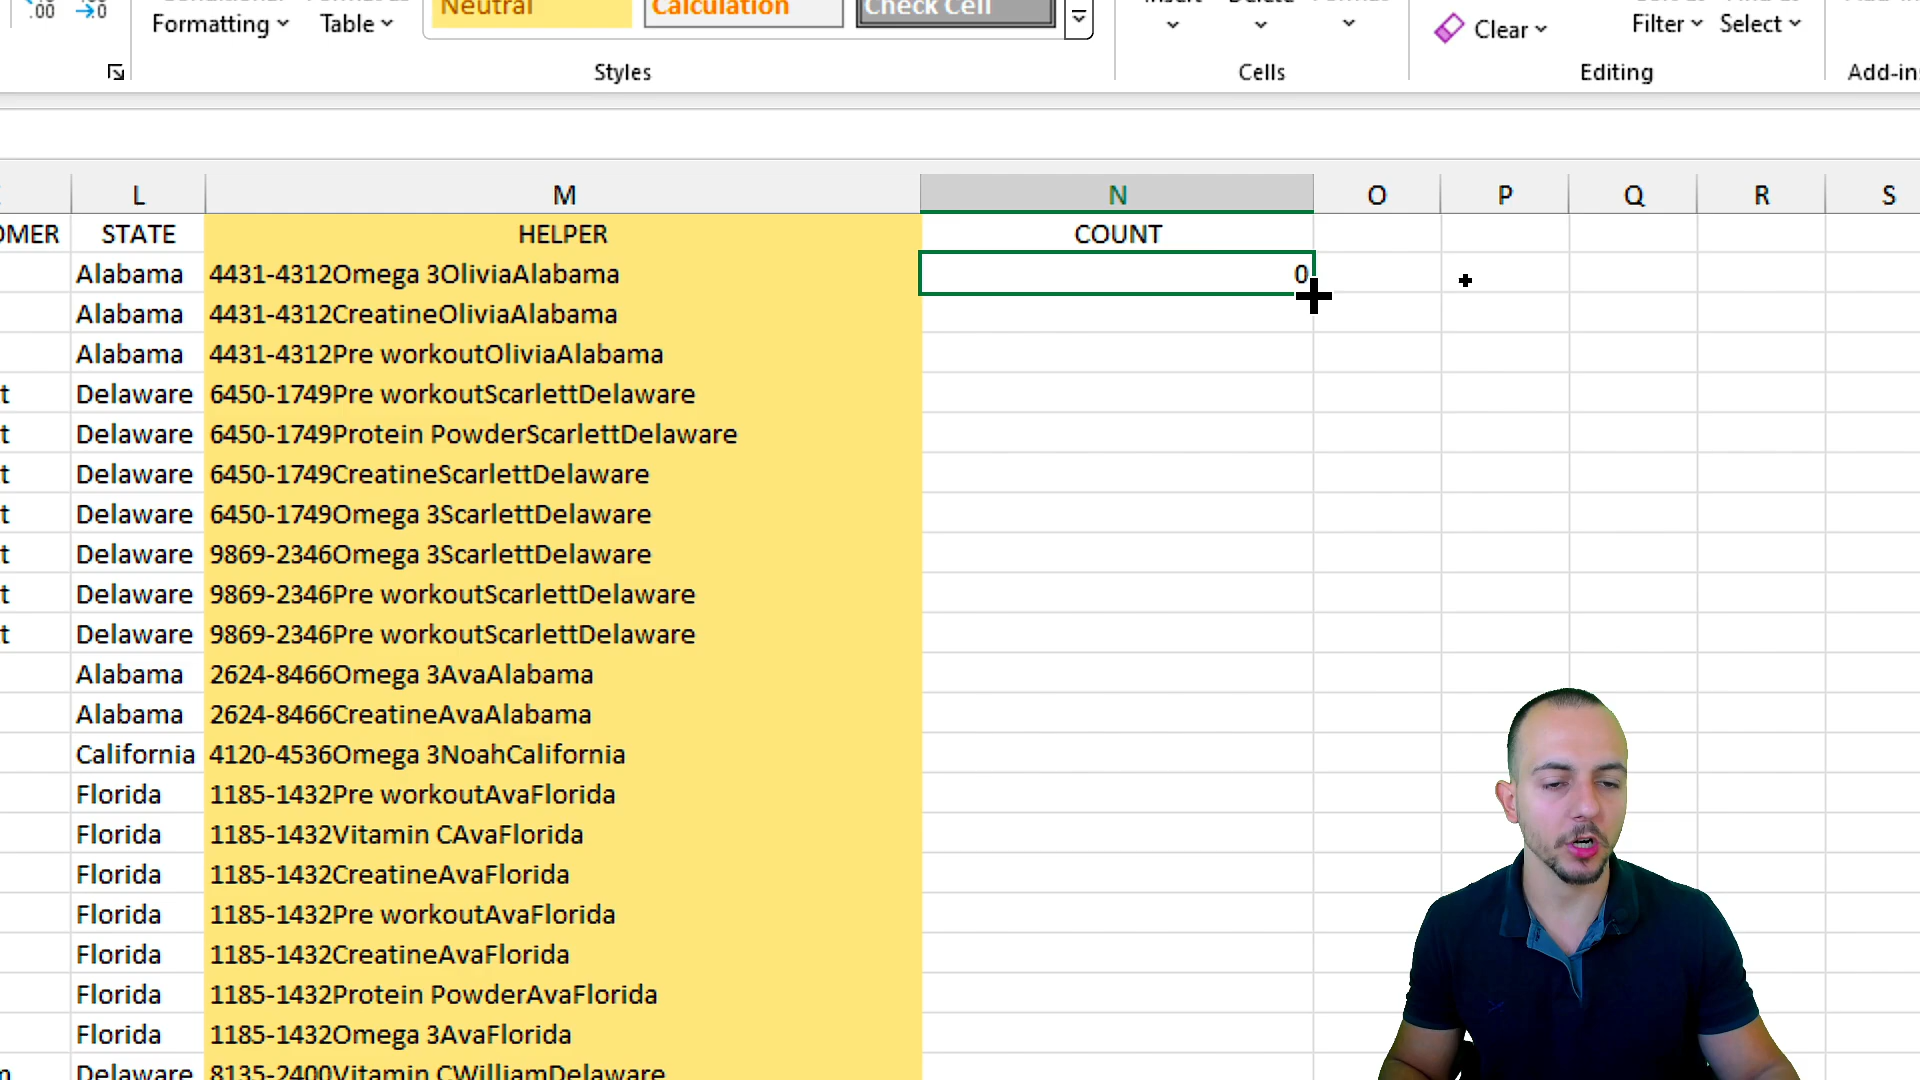 .00 .0
Formatting Table Neutral Calculation Check Cell Clear Filter Select
Styles Cells Editing Add-in
L M N O P Q R S
OMER STATE HELPER COUNT
Alabama 4431-4312Omega 3OliviaAlabama 0
Alabama 4431-4312CreatineOliviaAlabama
Alabama 4431-4312Pre workoutOliviaAlabama
t Delaware 6450-1749Pre workoutScarlettDelaware
t Delaware 6450-1749Protein PowderScarlettDelaware
t Delaware 6450-1749CreatineScarlettDelaware
t Delaware 6450-1749Omega 3ScarlettDelaware
t Delaware 9869-2346Omega 3ScarlettDelaware
t Delaware 9869-2346Pre workoutScarlettDelaware
t Delaware 9869-2346Pre workoutScarlettDelaware
Alabama 2624-8466Omega 3AvaAlabama
Alabama 2624-8466CreatineAvaAlabama
California 4120-4536Omega 3NoahCalifornia
Florida 1185-1432Pre workoutAvaFlorida
Florida 1185-1432Vitamin CAvaFlorida
Florida 1185-1432CreatineAvaFlorida
Florida 1185-1432Pre workoutAvaFlorida
Florida 1185-1432CreatineAvaFlorida
Florida 1185-1432Protein PowderAvaFlorida
Florida 1185-1432Omega 3AvaFlorida
Delaware 8135-2400Vitamin CWilliamDelaware